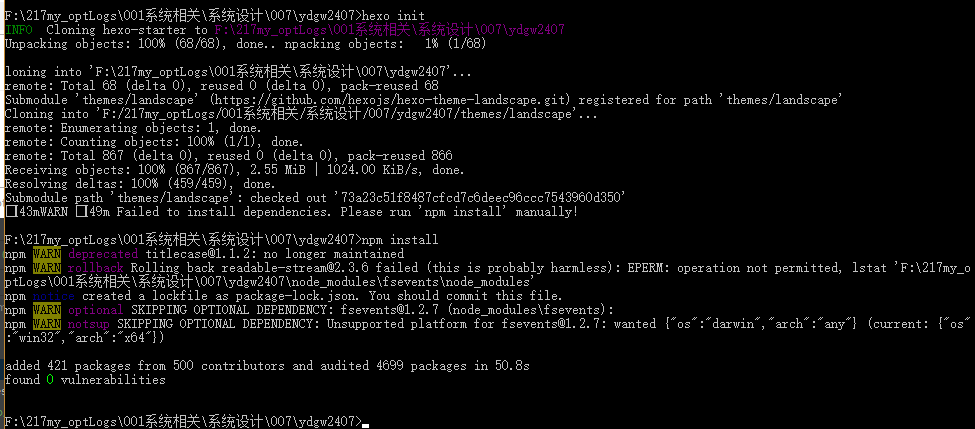 F:\217my_optLogs\001系统相关\系统设计\007\ydgw2407>hexo init
INFO  Cloning hexo-starter to F:\217my_optLogs\001系统相关\系统设计\007\ydgw2407
Unpacking objects: 100% (68/68), done.. npacking objects:   1% (1/68)
loning into 'F:\217my_optLogs\001系统相关\系统设计\007\ydgw2407'...
remote: Total 68 (delta 0), reused 0 (delta 0), pack-reused 68
Submodule 'themes/landscape' (https://github.com/hexojs/hexo-theme-landscape.git) registered for path 'themes/landscape'
Cloning into 'F:/217my_optLogs/001系统相关/系统设计/007/ydgw2407/themes/landscape'...
remote: Enumerating objects: 1, done.
remote: Counting objects: 100% (1/1), done.
remote: Total 867 (delta 0), reused 0 (delta 0), pack-reused 866
Receiving objects: 100% (867/867), 2.55 MiB | 1024.00 KiB/s, done.
Resolving deltas: 100% (459/459), done.
Submodule path 'themes/landscape': checked out '73a23c51f8487cfcd7c6deec96ccc7543960d350'
□[43mWARN □[49m Failed to install dependencies. Please run 'npm install' manually!
F:\217my_optLogs\001系统相关\系统设计\007\ydgw2407>npm install
npm WARN deprecated titlecase@1.1.2: no longer maintained
npm WARN rollback Rolling back readable-stream@2.3.6 failed (this is probably harmless): EPERM: operation not permitted, lstat 'F:\217my_o
ptLogs\001系统相关\系统设计\007\ydgw2407\node_modules\fsevents\node_modules'
npm notice created a lockfile as package-lock.json. You should commit this file.
npm WARN optional SKIPPING OPTIONAL DEPENDENCY: fsevents@1.2.7 (node_modules\fsevents):
npm WARN notsup SKIPPING OPTIONAL DEPENDENCY: Unsupported platform for fsevents@1.2.7: wanted {"os":"darwin","arch":"any"} (current: {"os"
:"win32","arch":"x64"})
added 421 packages from 500 contributors and audited 4699 packages in 50.8s
found 0 vulnerabilities
F:\217my_optLogs\001系统相关\系统设计\007\ydgw2407>